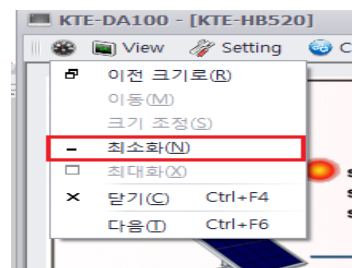 KTE-DA100 - [KTE-HB520]
View Setting C
이전 크기로(R)
이동(M)
크기 조정(S)
최소화(N)
최대화(X)
닫기(C) Ctrl+F4
다음(T) Ctrl+F6
s
s
s